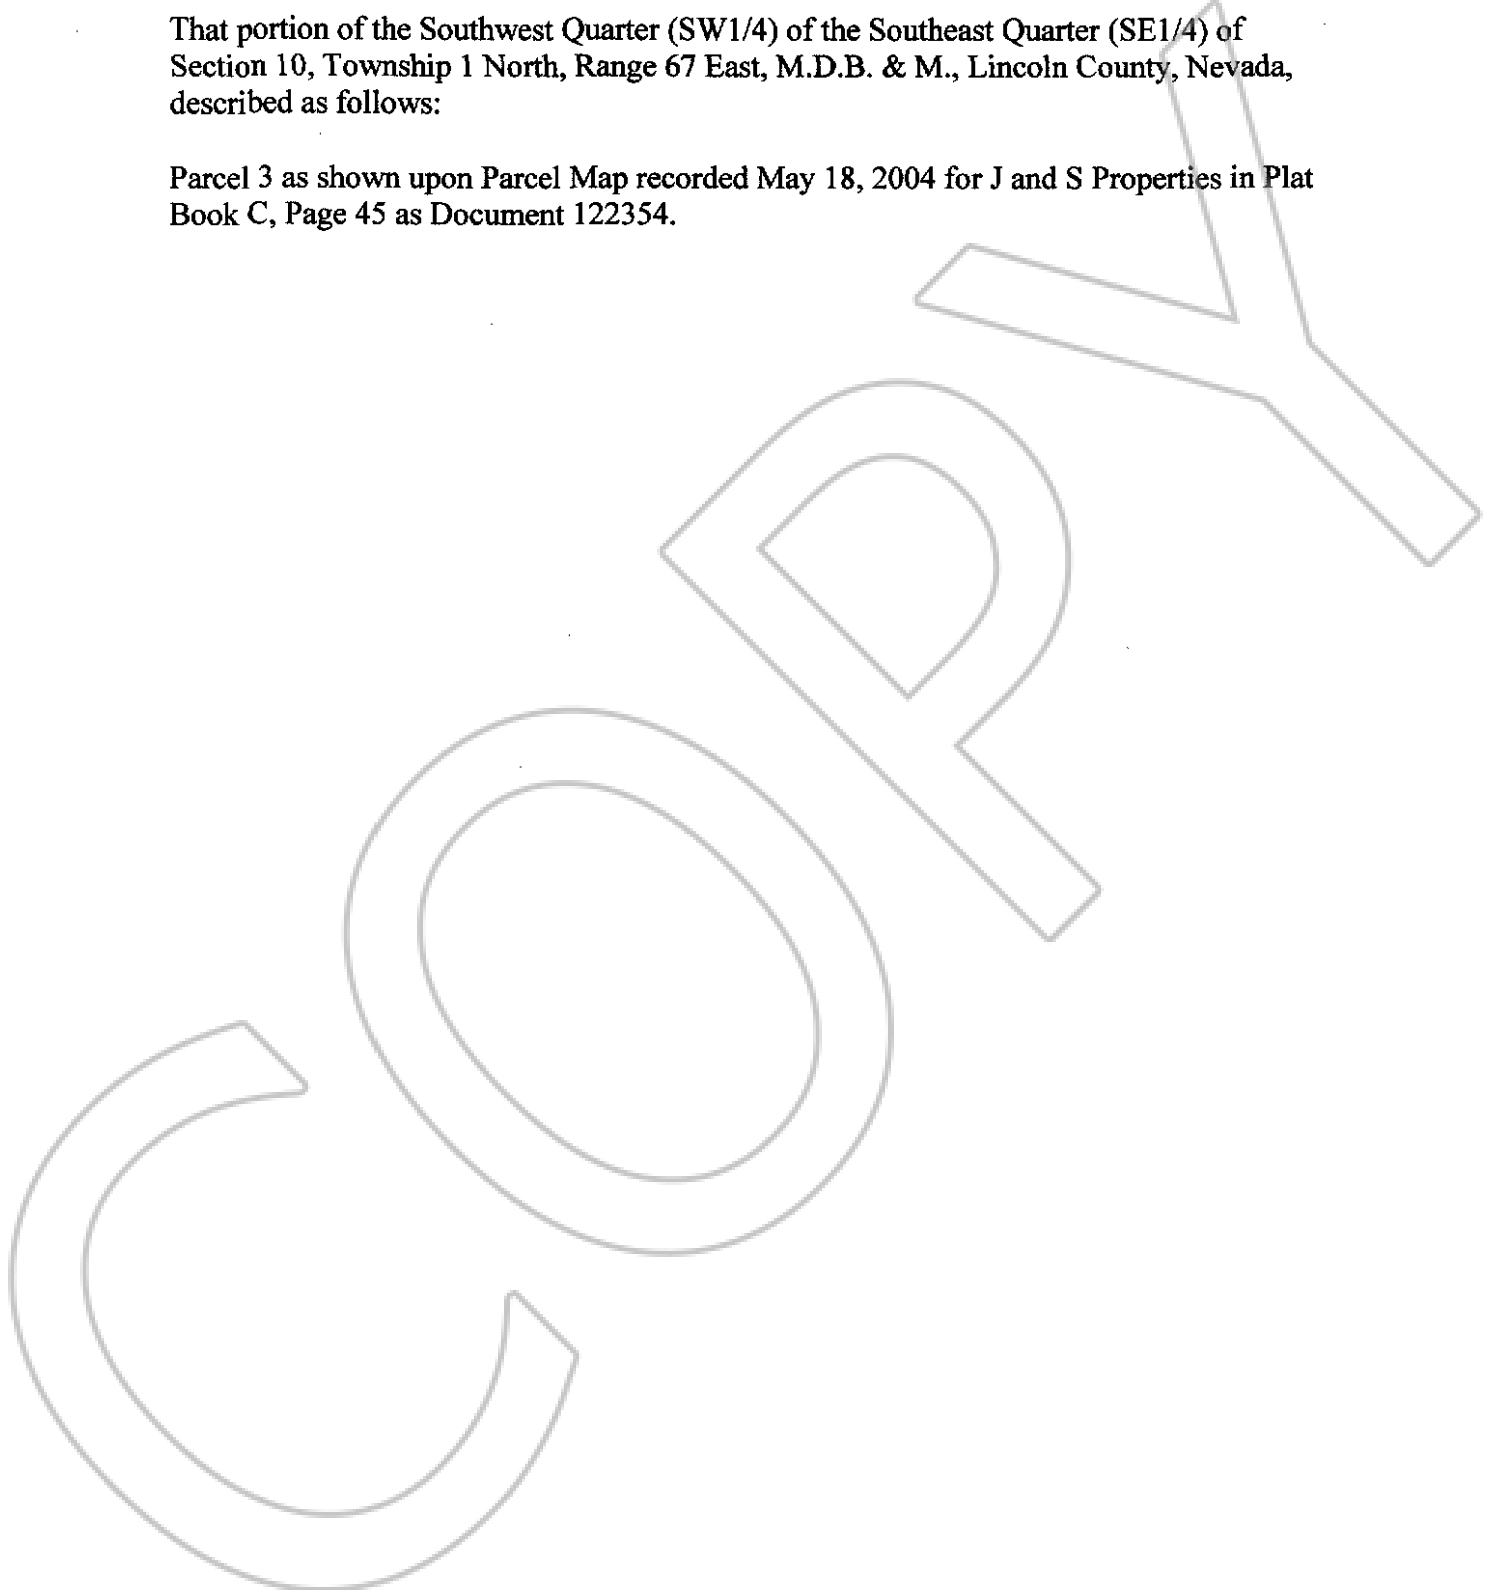 That portion of the Southwest Quarter (SW1/4) of the Southeast Quarter (SE1/4) of
Section 10, Township 1 North, Range 67 East, M.D.B. & M., Lincoln County, Nevada,
described as follows:
Parcel 3 as shown upon Parcel Map recorded May 18, 2004 for J and S Properties in Plat
Book C, Page 45 as Document 122354.
COPY